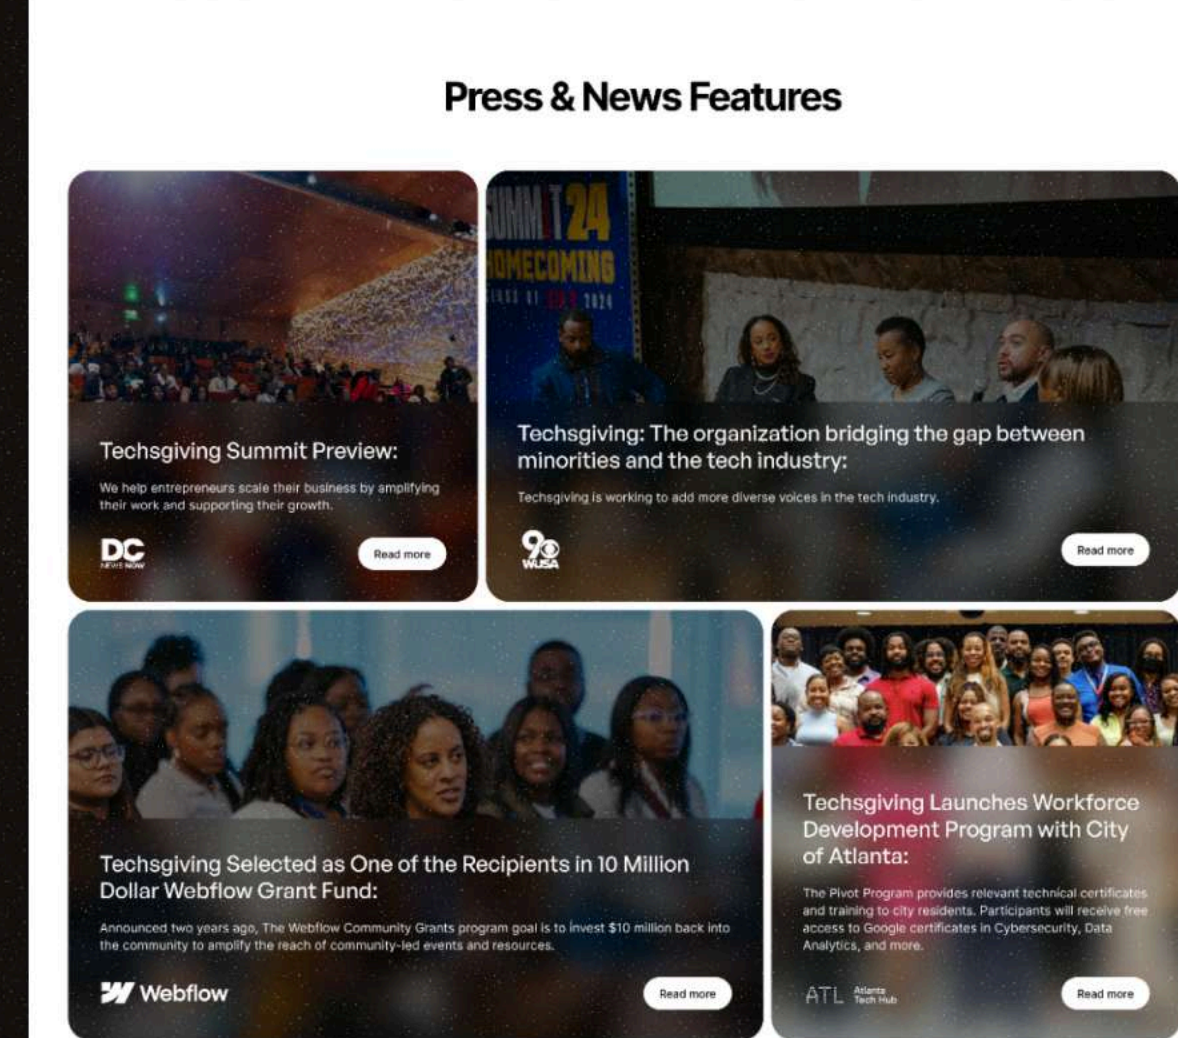 Press & News Features
SUMMIT 24
HOMECOMING
2024
Techsgiving Summit Preview:
We help entrepreneurs scale their business by amplifying
their work and supporting their growth.
DC
NEWS NOW
Read more
Techsgiving: The organization bridging the gap between
minorities and the tech industry:
Techsgiving is working to add more diverse voices in the tech industry.
9
WUSA
Read more
Techsgiving Selected as One of the Recipients in 10 Million
Dollar Webflow Grant Fund:
Announced two years ago, The Webflow Community Grants program goal is to invest $10 million back into
the community to amplify the reach of community-led events and resources.
Webflow
Read more
Techsgiving Launches Workforce
Development Program with City
of Atlanta:
The Pivot Program provides relevant technical certificates
and training to city residents. Participants will receive free
access to Google certificates in Cybersecurity, Data
Analytics, and more.
ATL Atlanta
Tech Hub
Read more